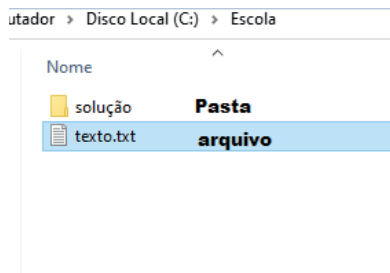 utador > Disco Local (C:) > Escola
Nome
solução Pasta
texto.txt arquivo